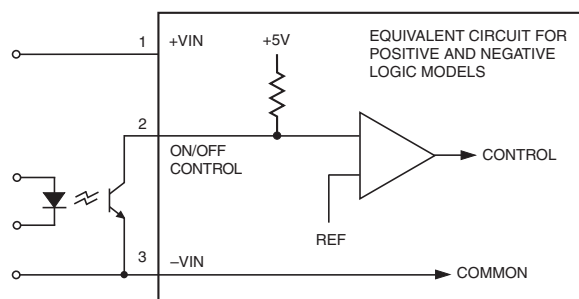 EQUIVALENT CIRCUIT FOR
POSITIVE AND NEGATIVE
LOGIC MODELS
1
+VIN
+5V
2
ON/OFF
CONTROL
CONTROL
REF
3
–VIN
COMMON